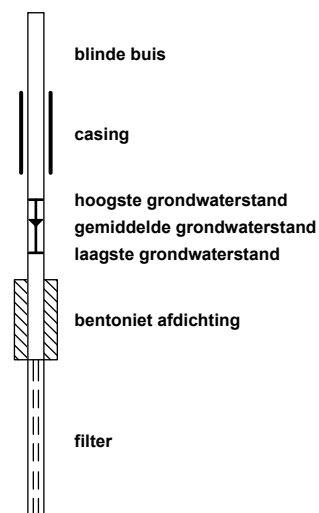 blinde buis
casing
hoogste grondwaterstand
gemiddelde grondwaterstand
laagste grondwaterstand
bentoniet afdichting
filter